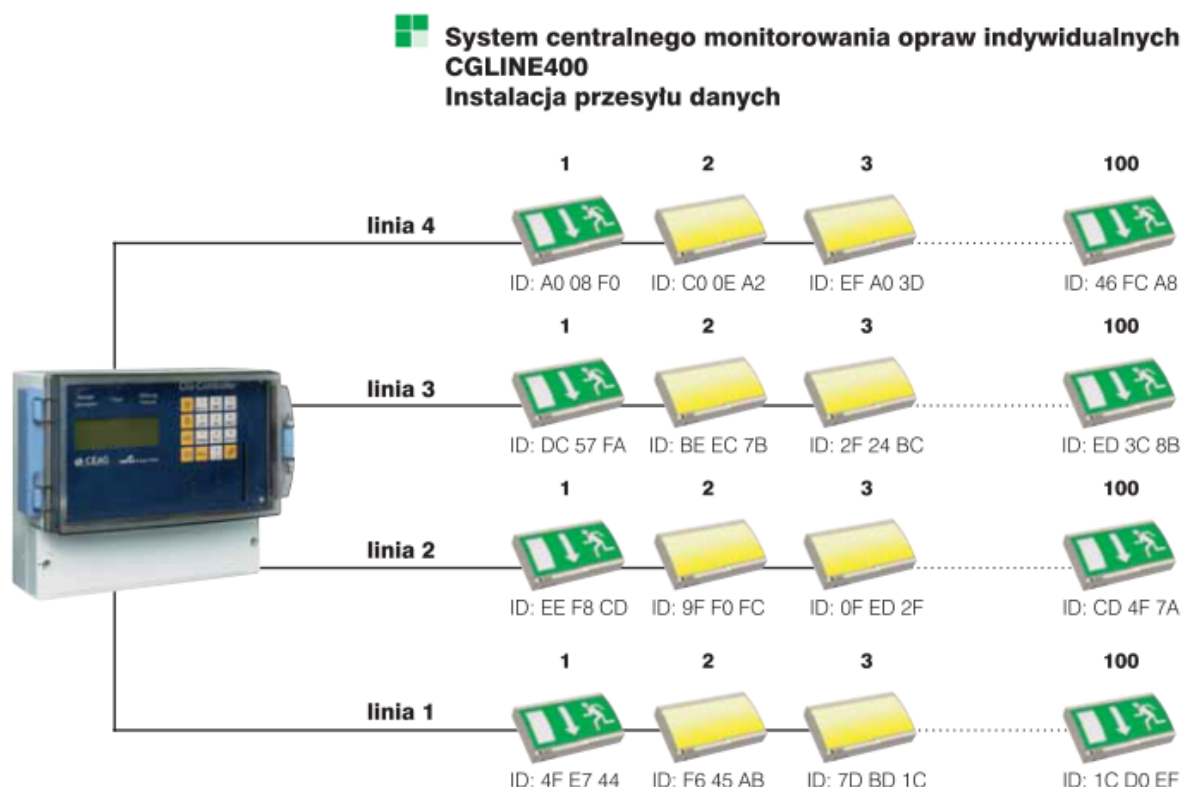 System centralnego monitorowania opraw indywidualnych
CGLINE400
Instalacja przesyłu danych
1 2 3 100
linia 4
ID: A0 08 F0 ID: C0 0E A2 ID: EF A0 3D ID: 46 FC A8
1 2 3 100
linia 3
ID: DC 57 FA ID: BE EC 7B ID: 2F 24 BC ID: ED 3C 8B
CEAG
1 2 3 100
linia 2
ID: EE F8 CD ID: 9F F0 FC ID: 0F ED 2F ID: CD 4F 7A
1 2 3 100
linia 1
ID: 4F E7 44 ID: F6 45 AB ID: 7D BD 1C ID: 1C D0 EF